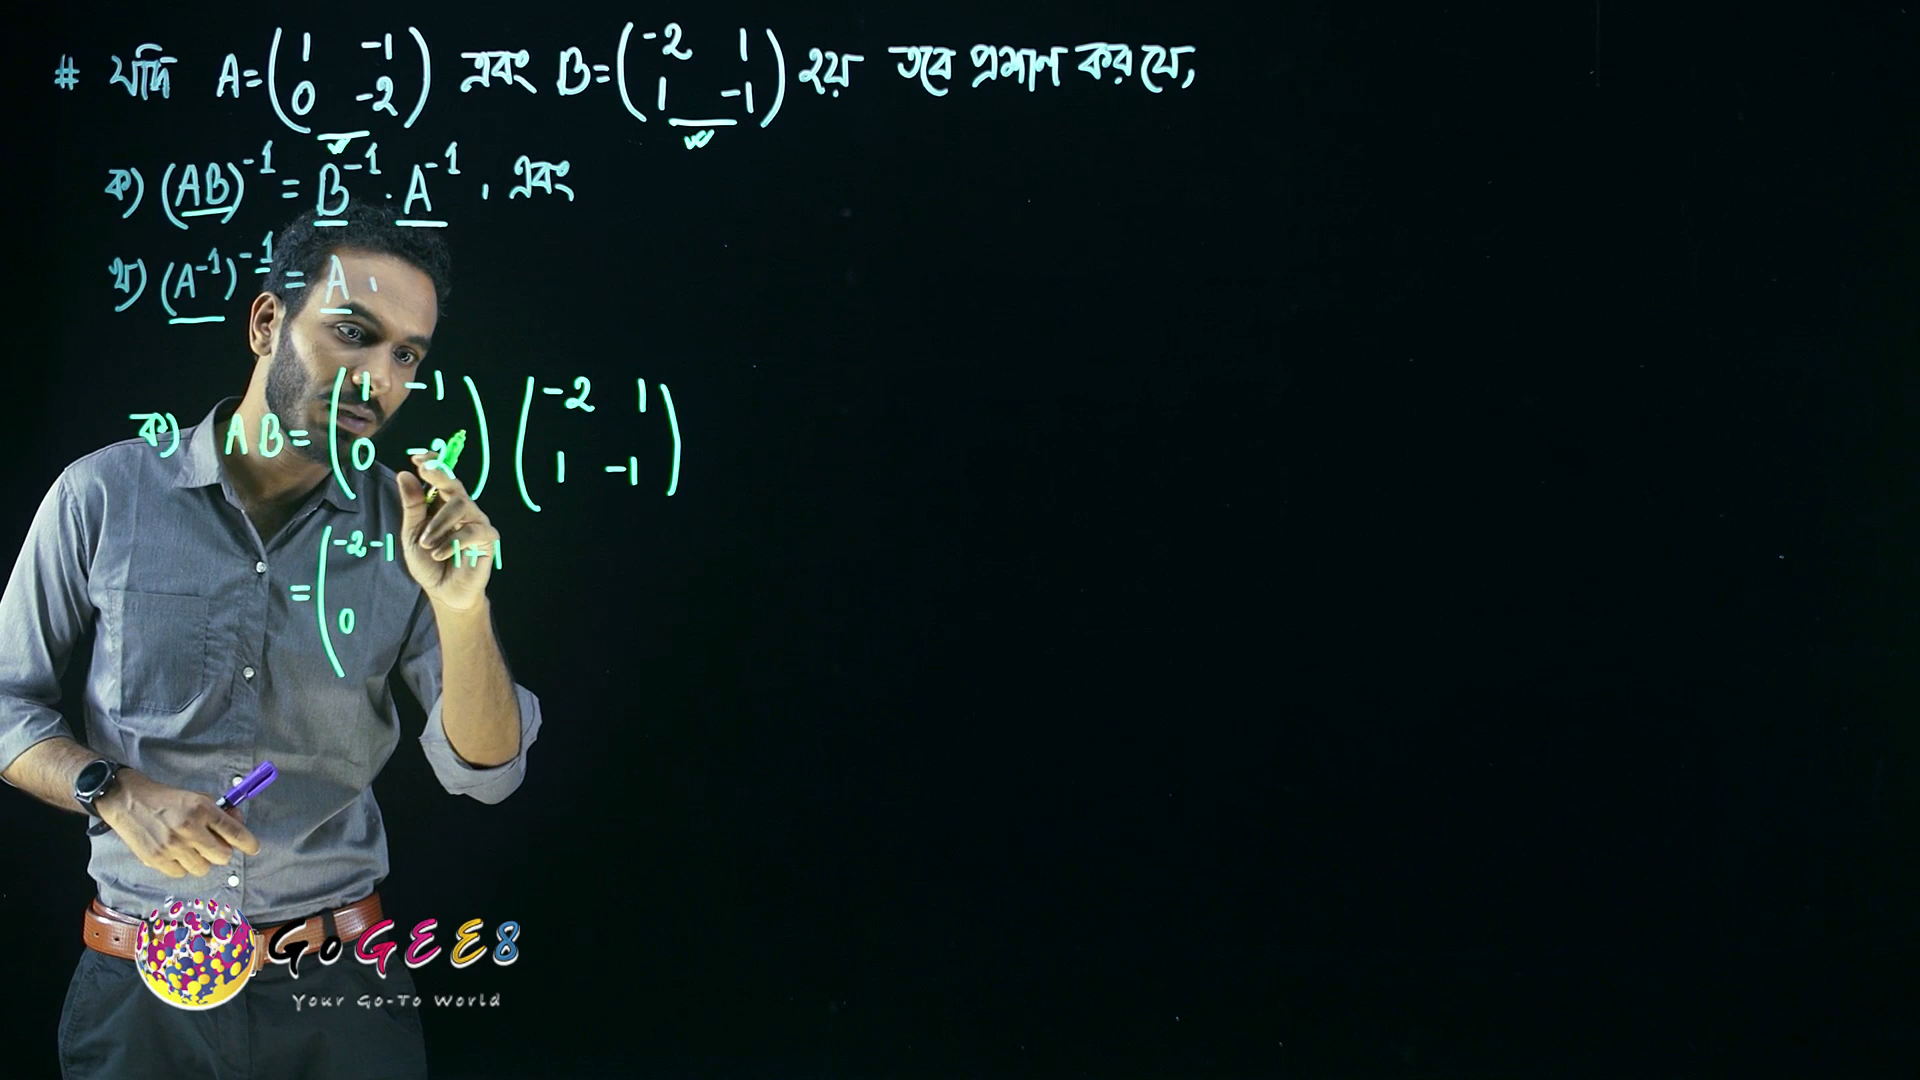 # যদি A = ( 1 -1 0 -2 ) এবং B = ( -2 1 1 -1 ) হয় তবে প্রমাণ কর যে,
ক) (AB)⁻¹ = B⁻¹ · A⁻¹ , এবং
খ) (A⁻¹)⁻¹ = A ,
ক) AB = ( 1 -1 0 -2 ) ( -2 1 1 -1 )
= ( -2-1 1+1 0
GOGEE8
Your Go-To World